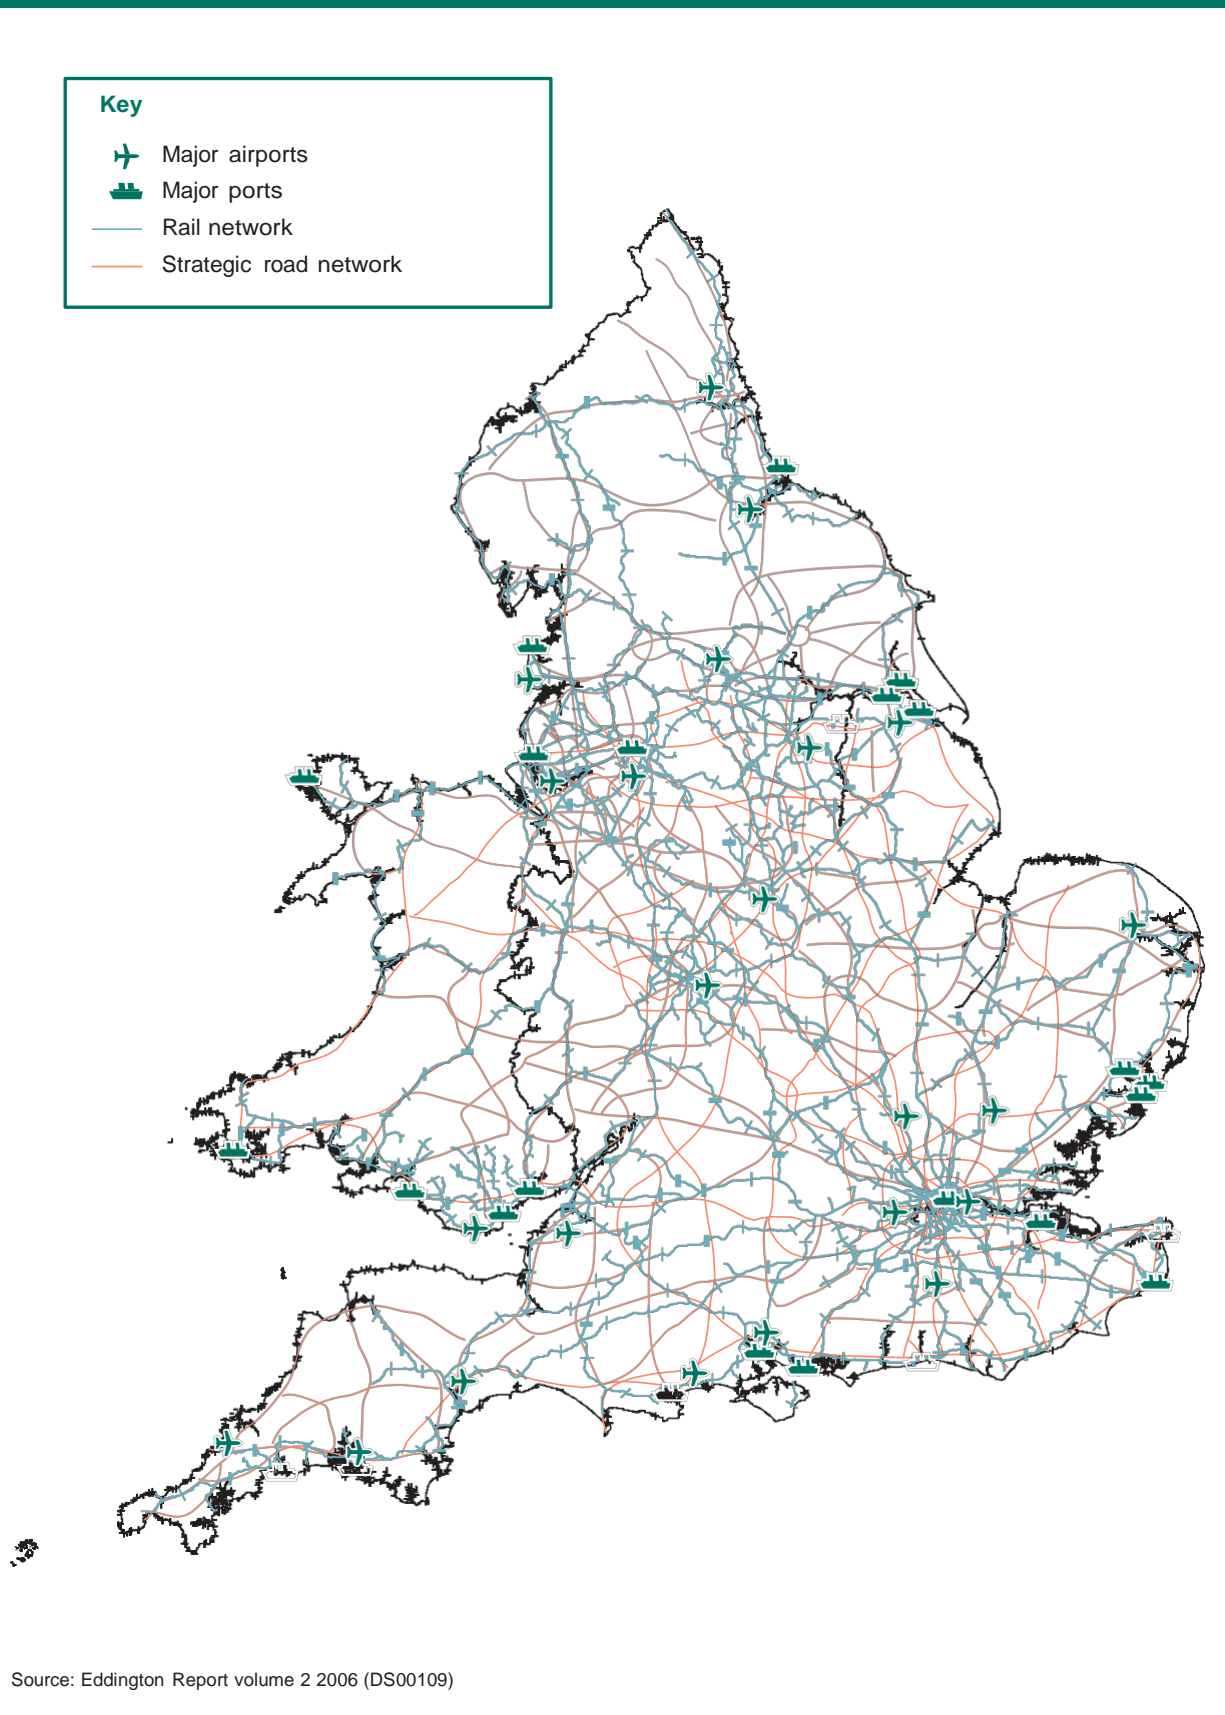 Key
Major airports
Major ports
Rail network
Strategic road network
Source: Eddington Report volume 2 2006 (DS00109)